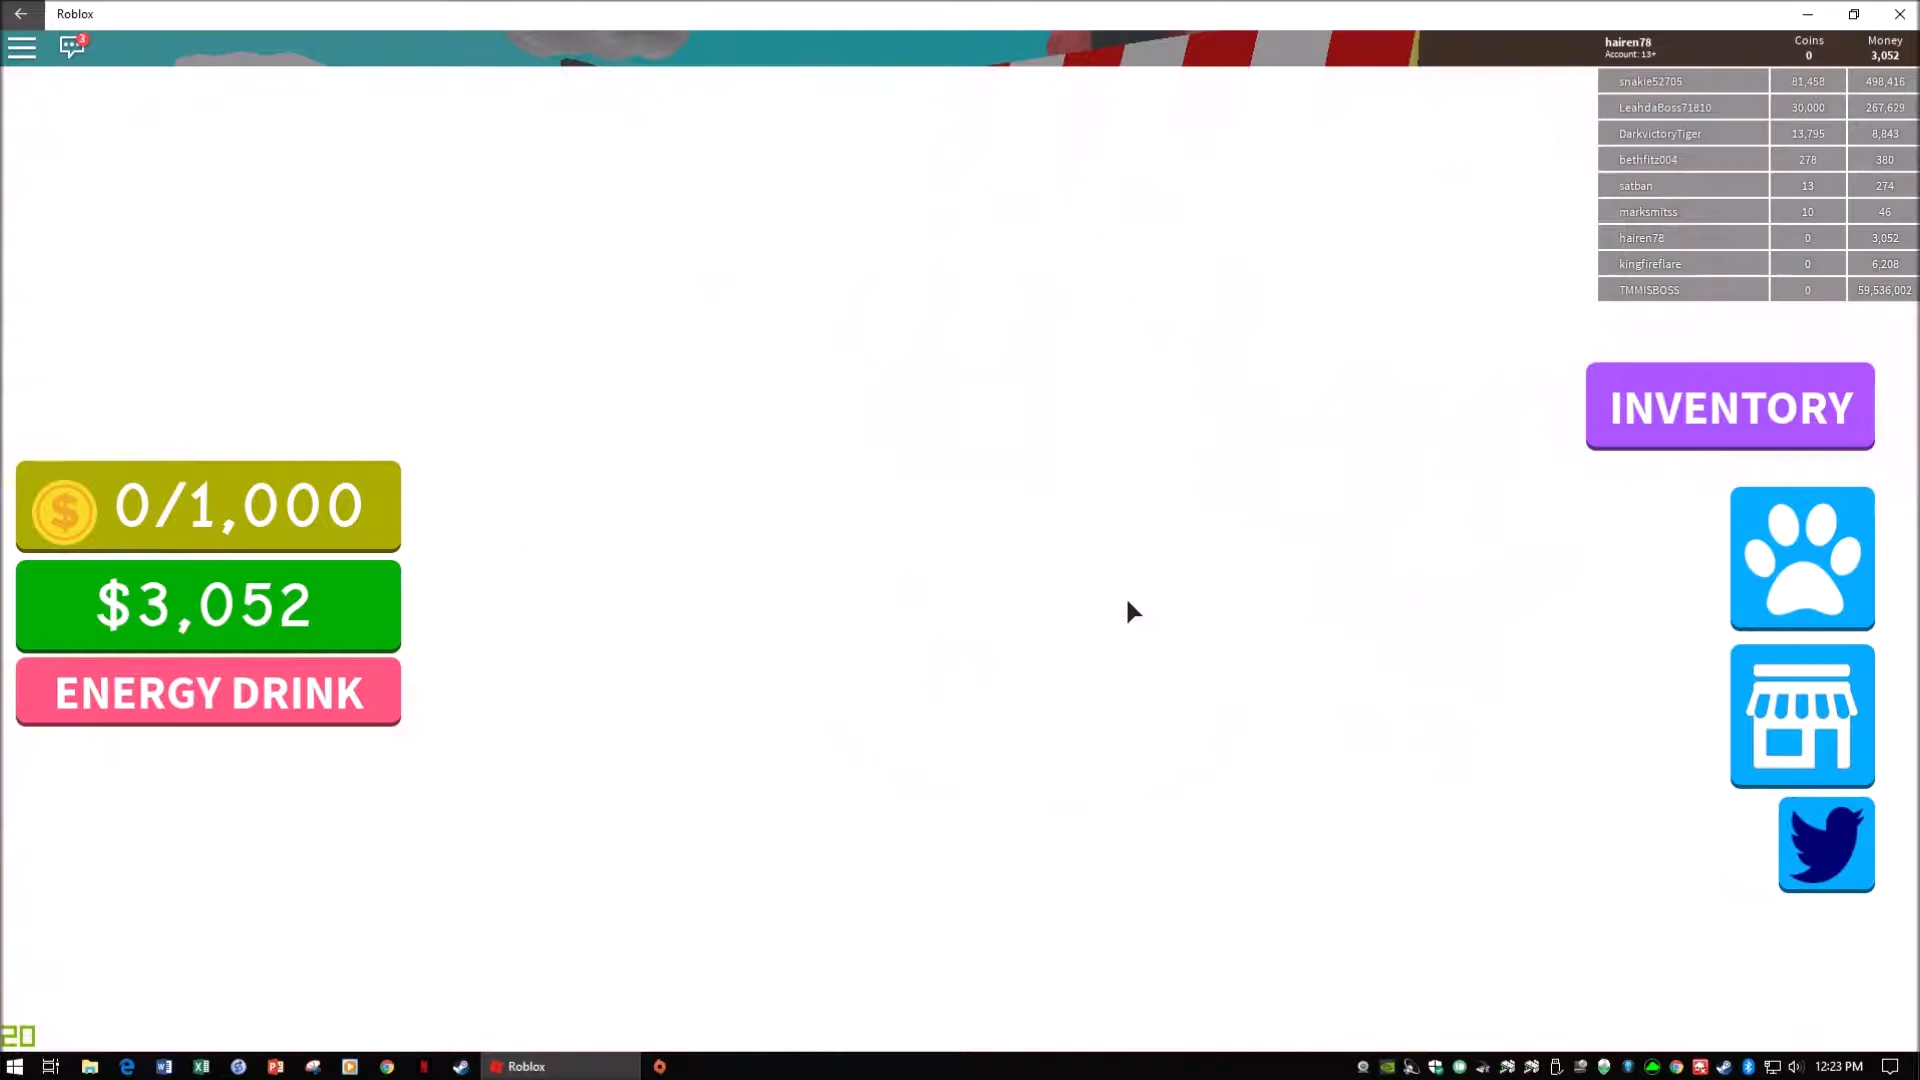 Roblox
3
hairen78 Coins Money
Account: 13+ 0 3,052
snakie52705 81,458 498,416
LeahdaBoss71810 30,000 267,629
DarkvictoryTiger 13,795 8,843
bethfitz004 278 380
satban 13 274
marksmitss 10 46
hairen78 0 3,052
kingfireflare 0 6,208
TMMISBOSS 0 59,536,002
INVENTORY
$ 0/1,000
$3,052
ENERGY DRINK
20
Roblox 12:23 PM